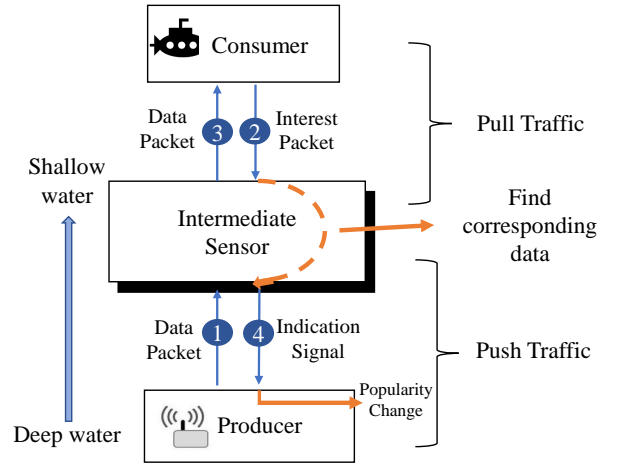 Consumer
Data
Packet
3
2
Interest
Packet
Pull Traffic
Shallow
water
Intermediate
Sensor
Find
corresponding
data
Data
Packet
1
4
Indication
Signal
Push Traffic
Popularity
Change
Producer
Deep water